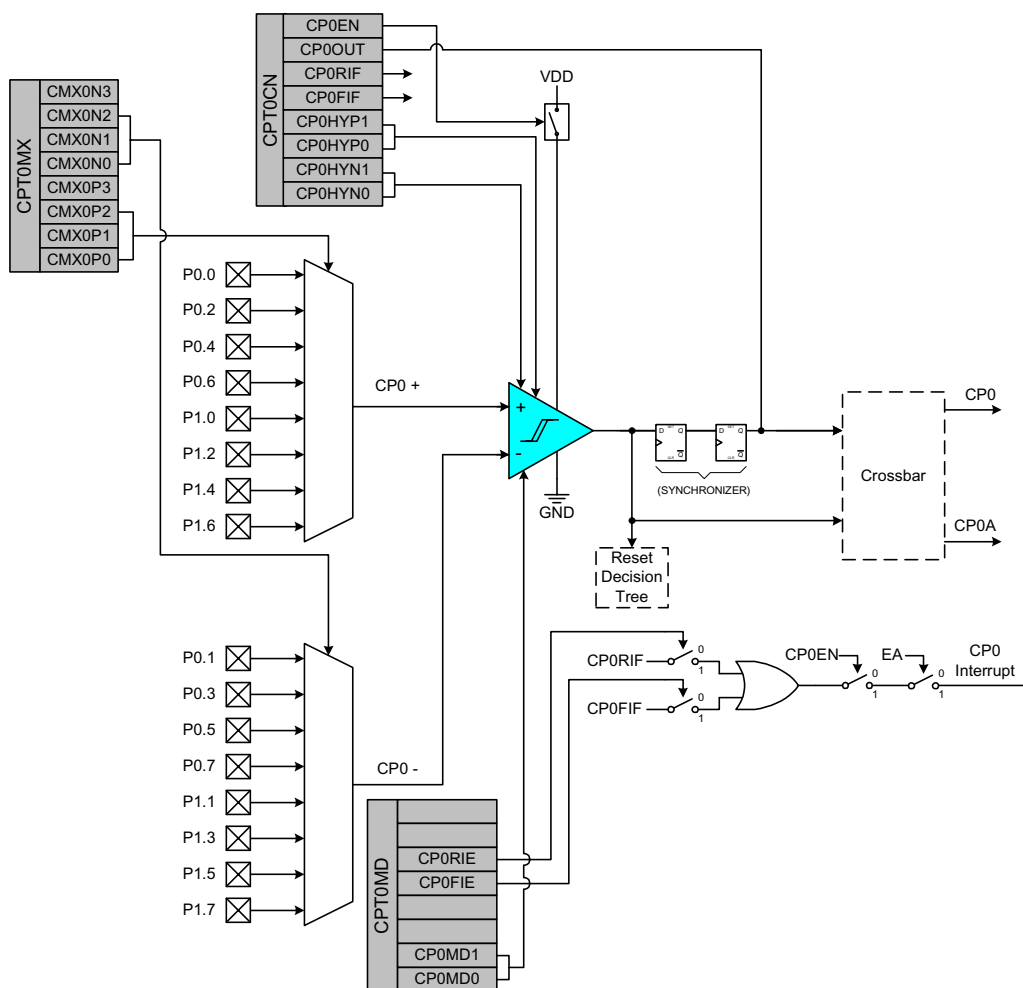 CPT0CN
CP0EN
CP0OUT
CP0RIF
CP0FIF
CP0HYP1
CP0HYP0
CP0HYN1
CP0HYN0
VDD
CPT0MX
CMX0N3
CMX0N2
CMX0N1
CMX0N0
CMX0P3
CMX0P2
CMX0P1
CMX0P0
P0.0
P0.2
P0.4
P0.6
P1.0
P1.2
P1.4
P1.6
CP0 +
+
-
GND
D SET Q
CLR Q
D SET Q
CLR Q
(SYNCHRONIZER)
Reset
Decision
Tree
Crossbar
CP0
CP0A
P0.1
P0.3
P0.5
P0.7
P1.1
P1.3
P1.5
P1.7
CP0 -
CP0RIF
0
1
CP0FIF
0
1
CP0EN
0
1
EA
0
1
CP0
Interrupt
CPT0MD
CP0RIE
CP0FIE
CP0MD1
CP0MD0